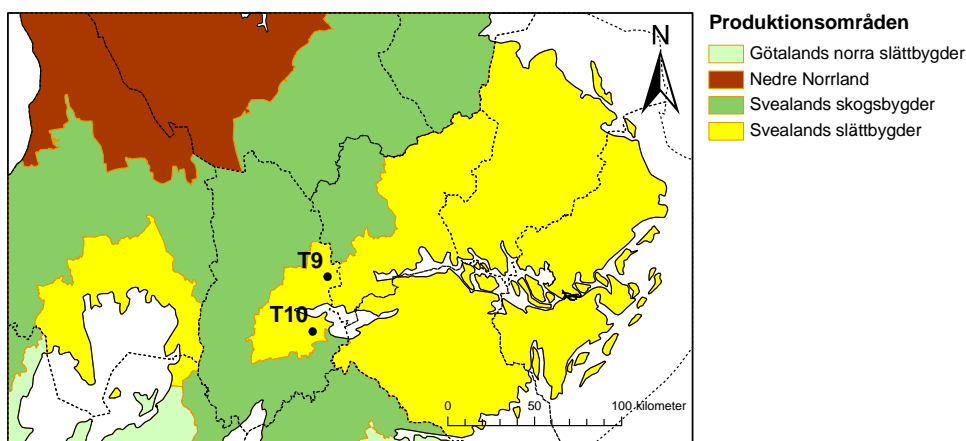 Produktionsområden
Götalands norra slättbygder
Nedre Norrland
Svealands skogsbygder
Svealands slättbygder
N
T9
T10
0 50 100 kilometer